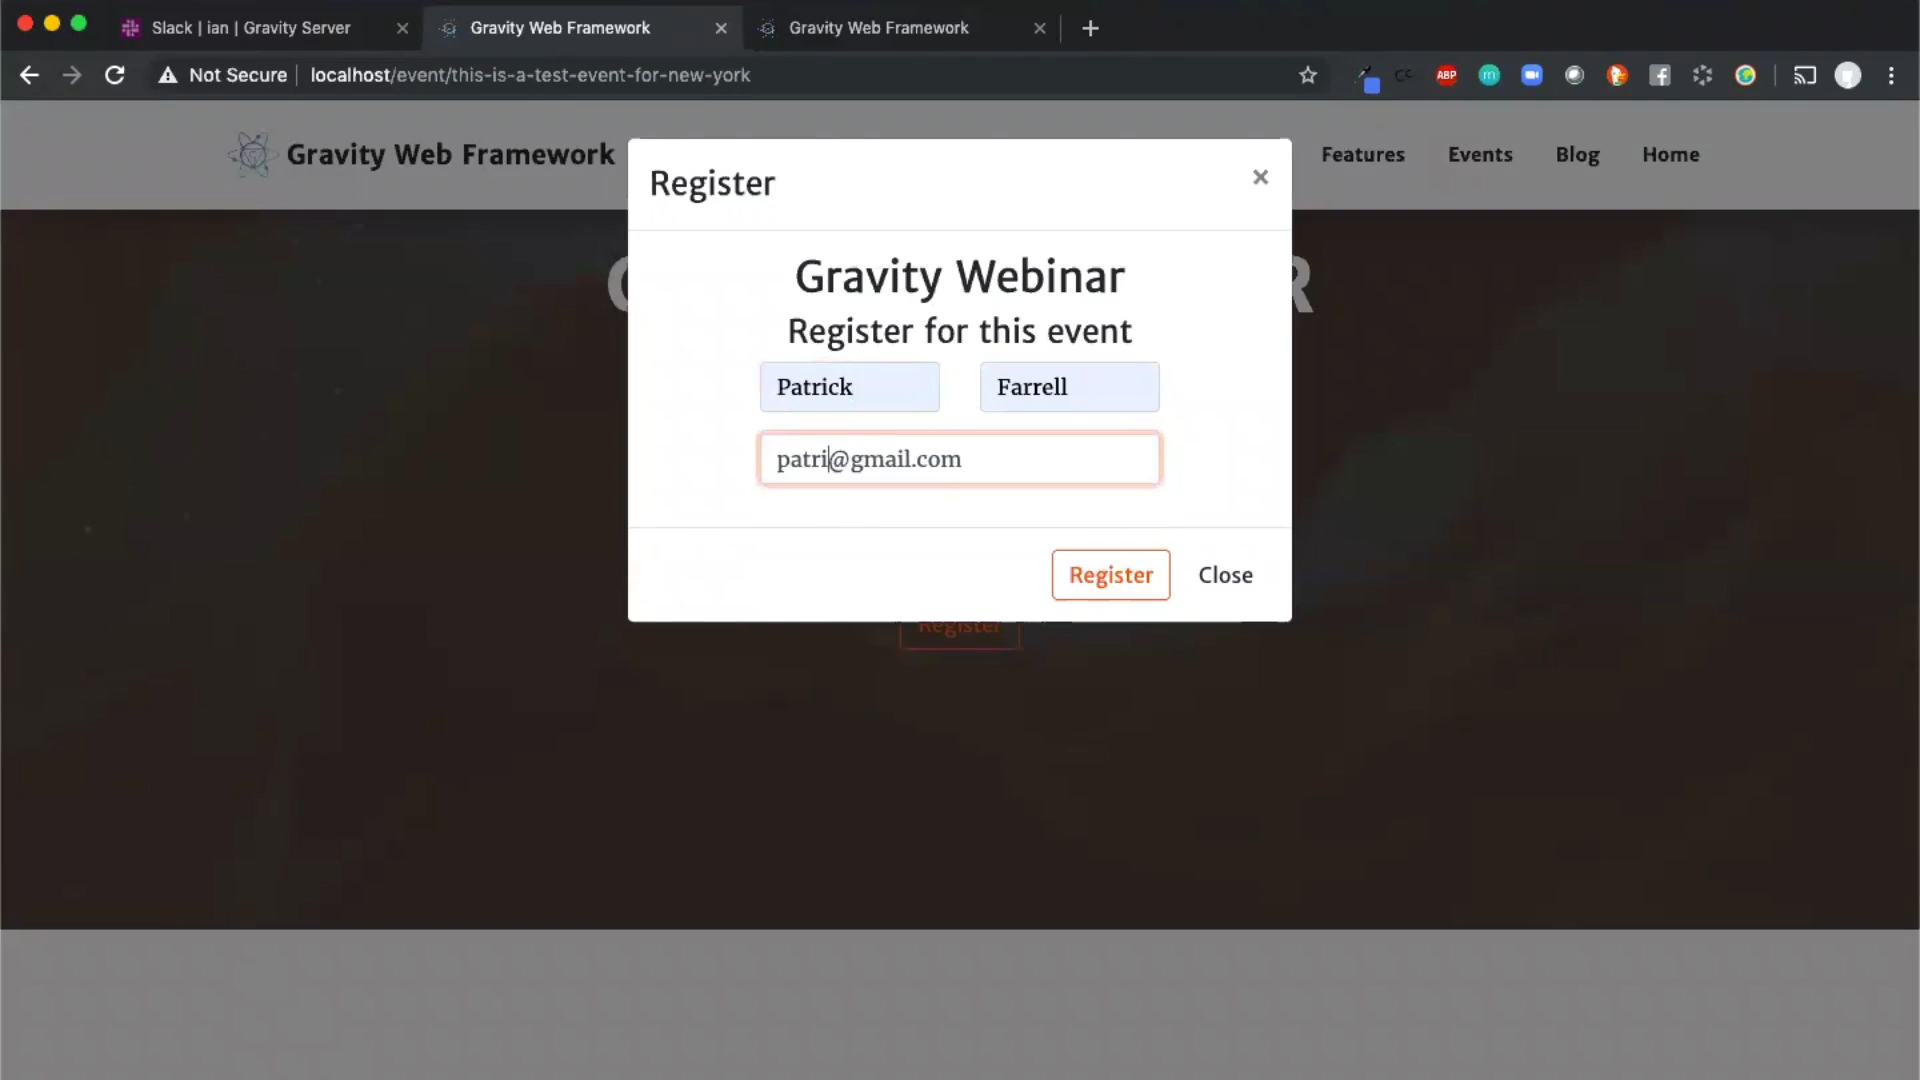 Slack | ian | Gravity Server
Gravity Web Framework
Gravity Web Framework
Not Secure
localhost/event/this-is-a-test-event-for-new-york
ABP
m
Gravity Web Framework
Features
Events
Blog
Home
Register
×
R
Gravity Webinar
Register for this event
Patrick
Farrell
patri@gmail.com
Register
Close
Register